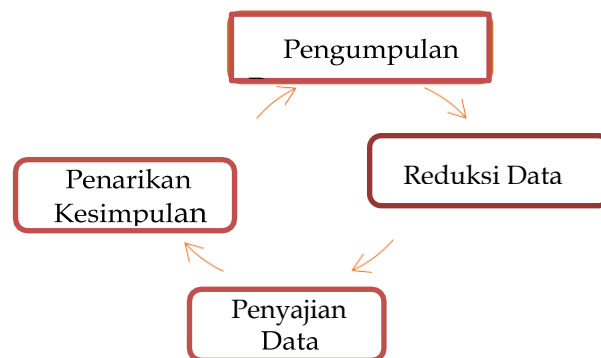 Pengumpulan
Reduksi Data
Penyajian
Data
Penarikan
Kesimpulan